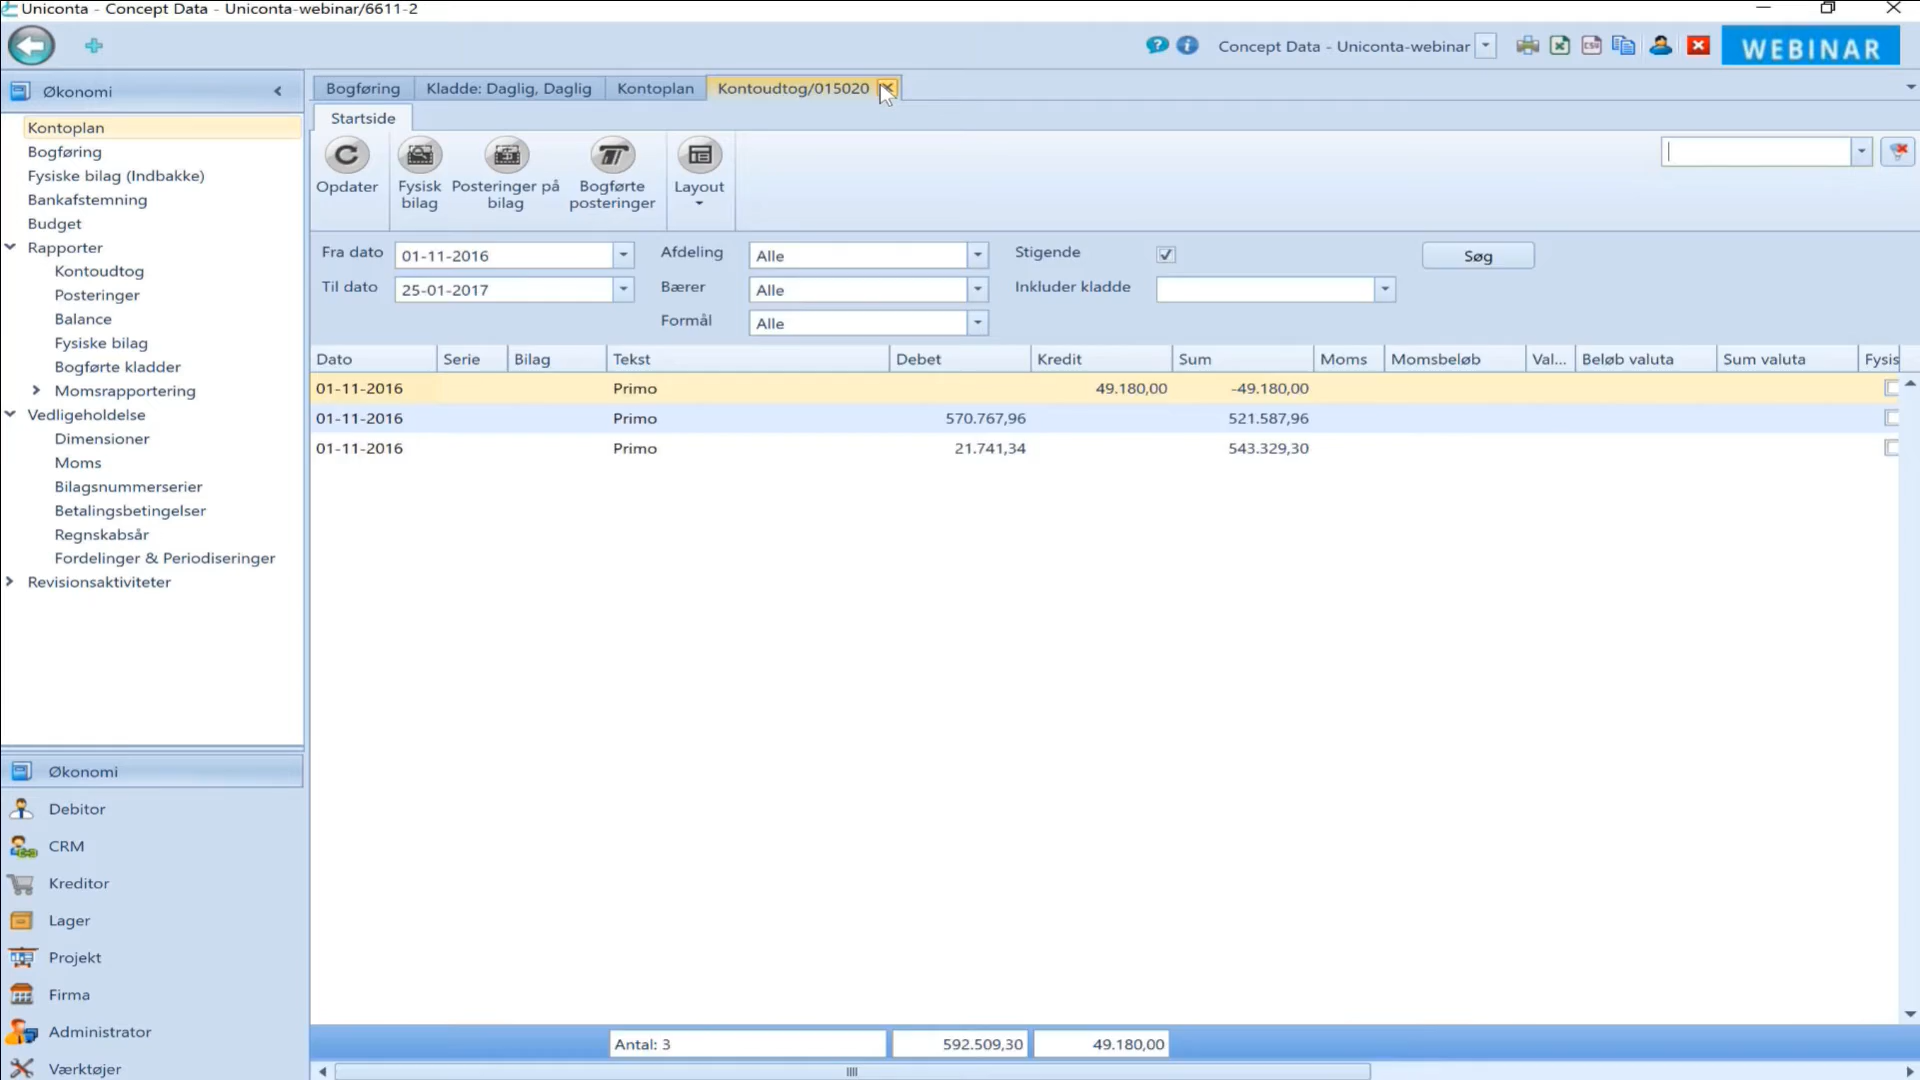 Uniconta - Concept Data - Uniconta-webinar/6611-2
Concept Data - Uniconta-webinar
WEBINAR
Økonomi
Kontoplan
Bogføring
Fysiske bilag (Indbakke)
Bankafstemning
Budget
Rapporter
Kontoudtog
Posteringer
Balance
Fysiske bilag
Bogførte kladder
Momsrapportering
Vedligeholdelse
Dimensioner
Moms
Bilagsnummerserier
Betalingsbetingelser
Regnskabsår
Fordelinger & Periodiseringer
Revisionsaktiviteter
Økonomi
Debitor
CRM
Kreditor
Lager
Projekt
Firma
Administrator
Værktøjer
Bogføring Kladde: Daglig, Daglig Kontoplan Kontoudtog/015020
Startside
Opdater
Fysisk bilag
Posteringer på bilag
Bogførte posteringer
Layout
Fra dato 01-11-2016 Afdeling Alle Stigende Søg
Til dato 25-01-2017 Bærer Alle Inkluder kladde
Formål Alle
Dato Serie Bilag Tekst Debet Kredit Sum Moms Momsbeløb Val... Beløb valuta Sum valuta Fysis
01-11-2016 Primo 49.180,00 -49.180,00
01-11-2016 Primo 570.767,96 521.587,96
01-11-2016 Primo 21.741,34 543.329,30
Antal: 3 592.509,30 49.180,00